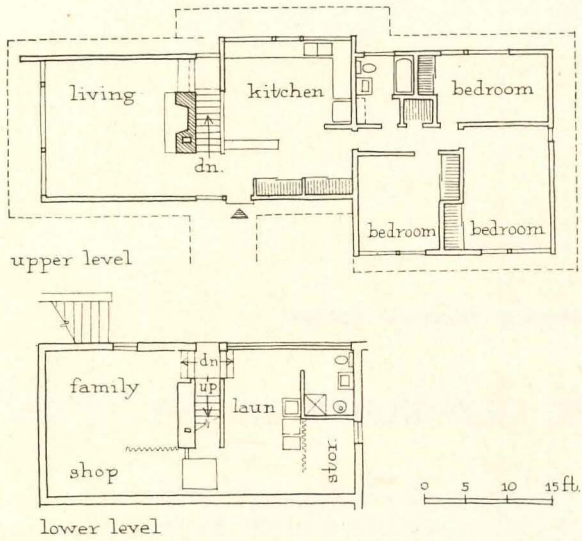 living
kitchen
bedroom
dn.
bedroom
bedroom
upper level
family
dn
up
laun
shop
stor.
0 5 10 15 ft.
lower level